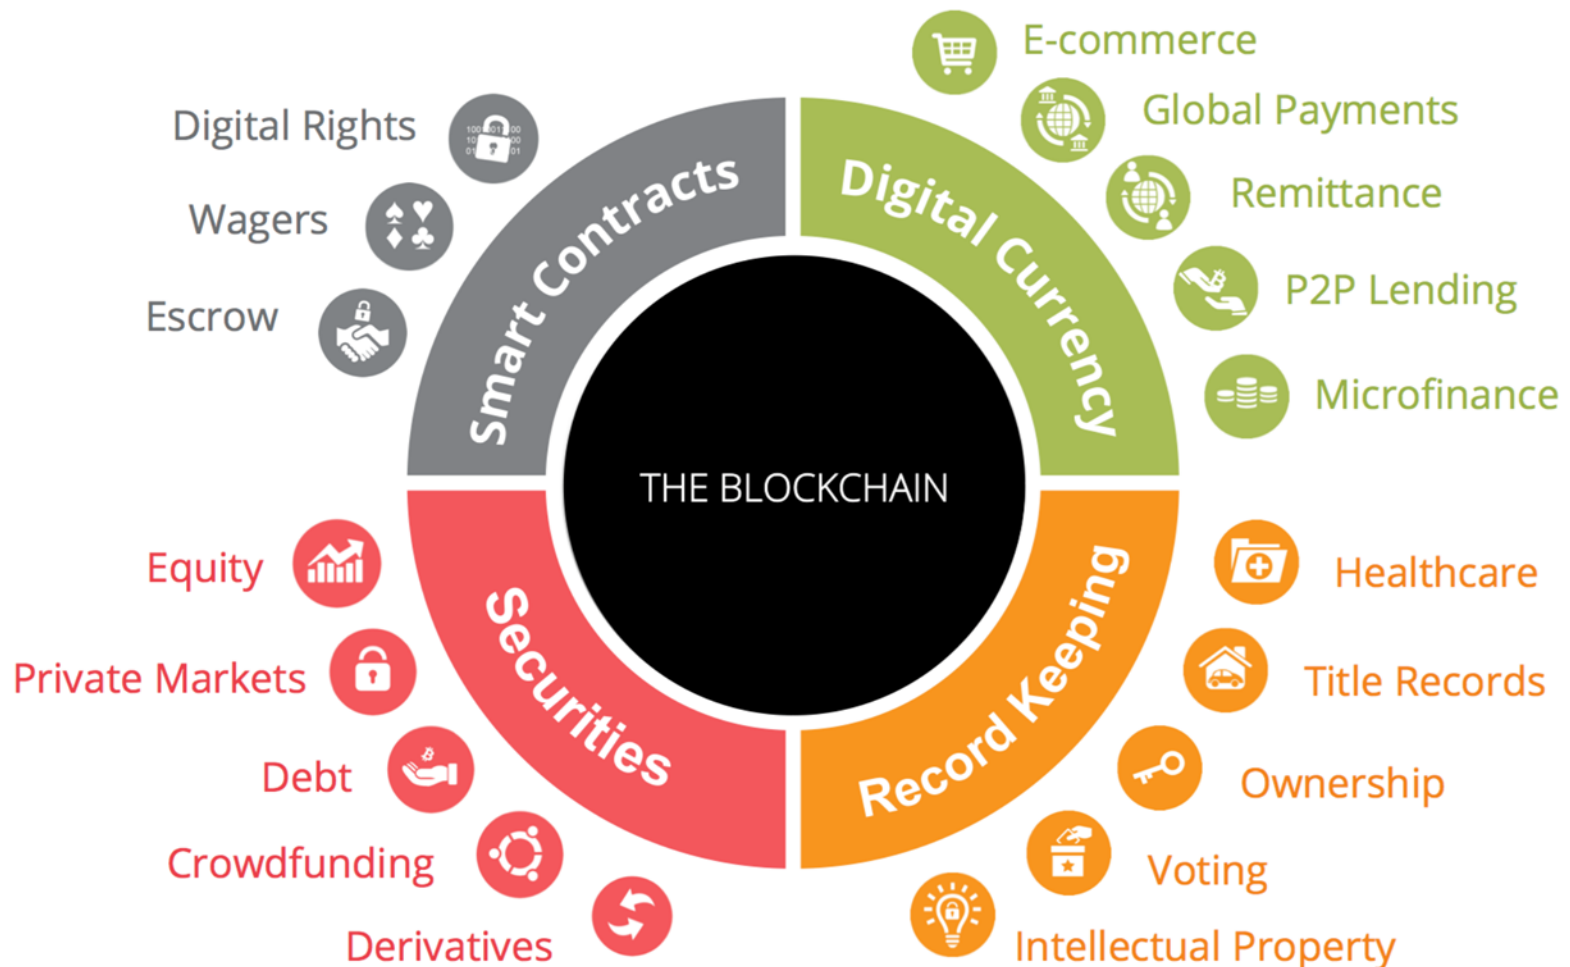 E-commerce
Global Payments
Remittance
P2P Lending
Microfinance
Digital Currency
Digital Rights
Wagers
Escrow
Smart Contracts
THE BLOCKCHAIN
Securities
Equity
Private Markets
Debt
Crowdfunding
Derivatives
Record Keeping
Healthcare
Title Records
Ownership
Voting
Intellectual Property